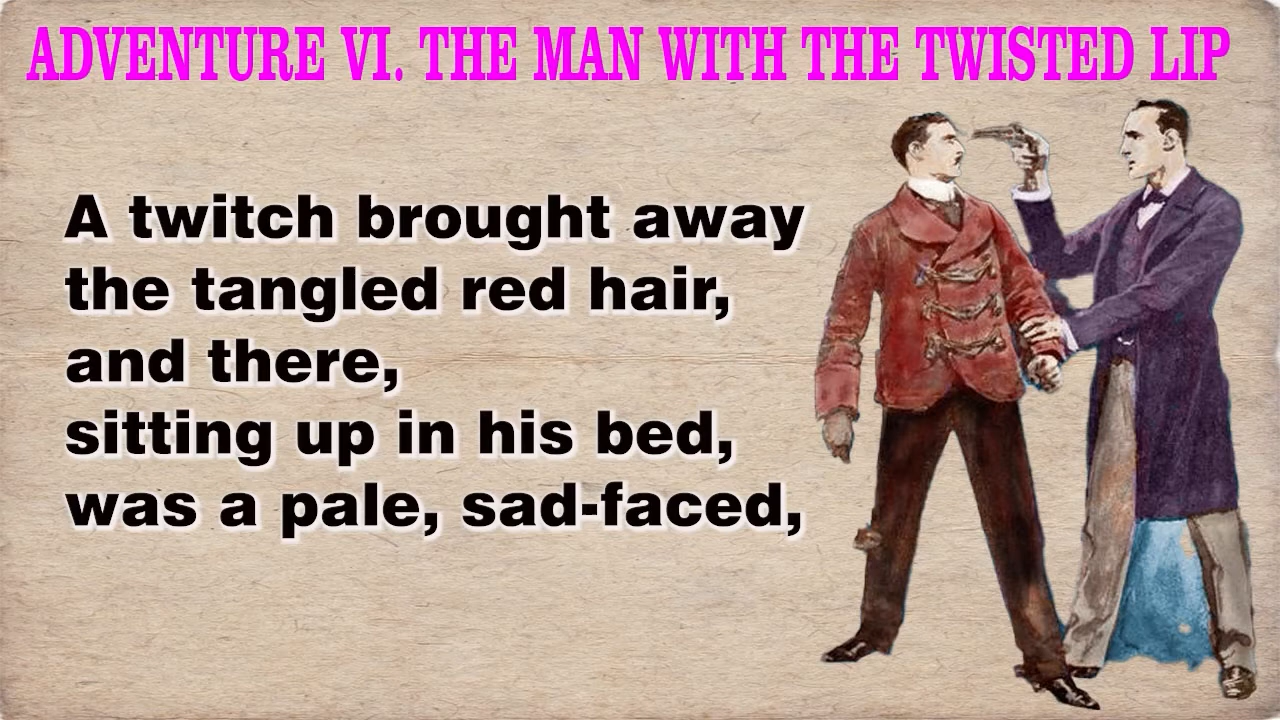 ADVENTURE VI. THE MAN WITH THE TWISTED LIP
A twitch brought away
the tangled red hair,
and there,
sitting up in his bed,
was a pale, sad-faced,